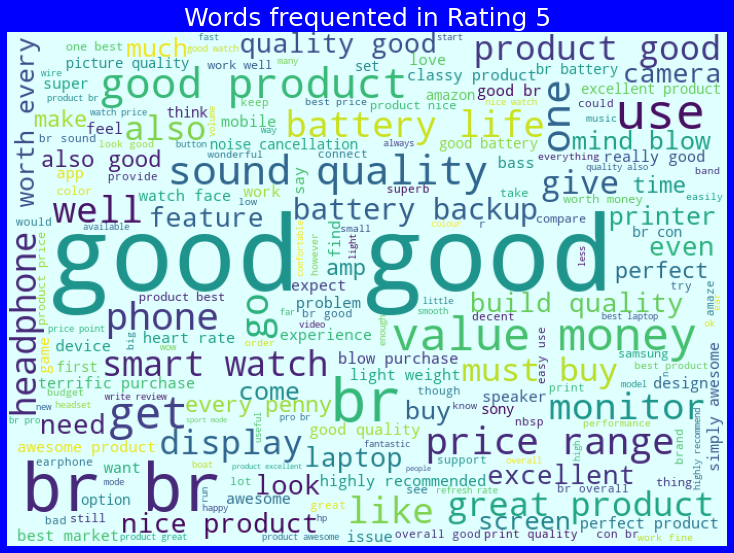 Words frequented in Rating 5
good good
br br
br
good product
sound quality
battery life
battery backup
value money
smart watch
price range
great product
product good
quality good
build quality
must buy
nice product
use
one
also
well
get
go
phone
headphone
monitor
display
laptop
like
look
need
excellent
screen
feature
give
time
printer
camera
mind blow
worth every
every penny
much
make
also good
even
perfect
come
buy
amp
find
say
work
watch face
noise cancellation
mobile
think
feel
super
picture quality
one best
work well
set
love
classy product
br battery
good br
excellent product
amazon
product nice
good battery
bass
really good
worth money
br con
br sound
app
color
provide
look good
keep
best price
fast
good watch
many
start
wire
product br
watch price
volume
way
button
wonderful
connect
always
everything
quality also
could
music
band
easily
nice watch
superb
take
compare
low
would
available
comfortable
however
small
light
colour
r
less
try
expect
problem
experience
heart rate
device
first
product best
product price
game
price point
big
wow
far
br good
video
order
enough
little
smooth
decent
easy use
best laptop
samsung
best product
amaze
ear
ok
n
model
design
print
performance
simply awesome
terrific purchase
blow purchase
light weight
though
speaker
sony
know
nbsp
budget
new
headset
write review
sport mode
br pro
pro br
useful
good quality
fantastic
awesome product
earphone
want
boat
product excellent
people
support
overall
high
brand
thing
highly recommend
highly recommended
option
mode
awesome
lot
run
happy
see
refresh rate
br overall
perfect product
bad
still
best market
product great
product awesome
great
hp
issue
overall good
print quality
con br
work fine